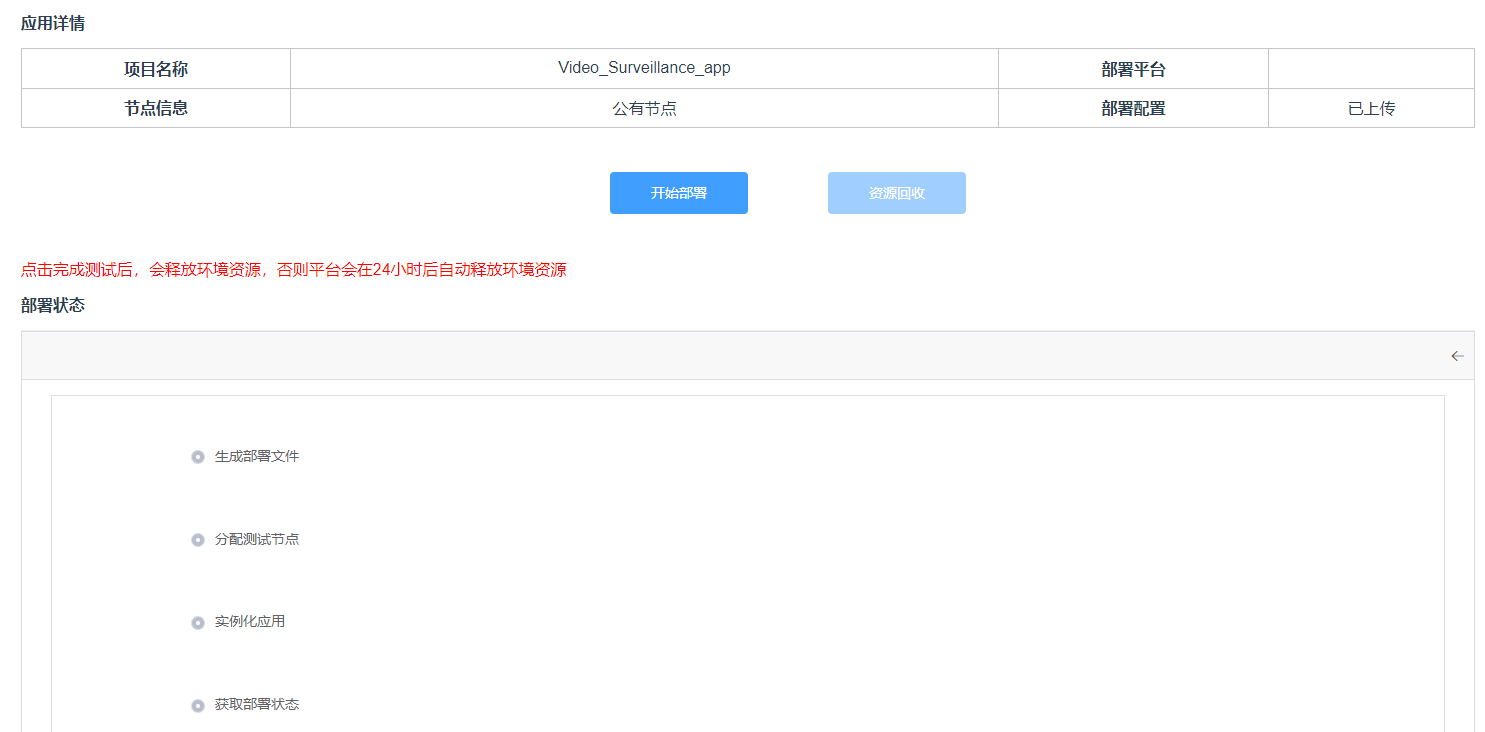 应用详情
项目名称 Video_Surveillance_app 部署平台
节点信息 公有节点 部署配置 已上传
开始部署 资源回收
点击完成测试后，会释放环境资源，否则平台会在24小时后自动释放环境资源
部署状态
生成部署文件
分配测试节点
实例化应用
获取部署状态